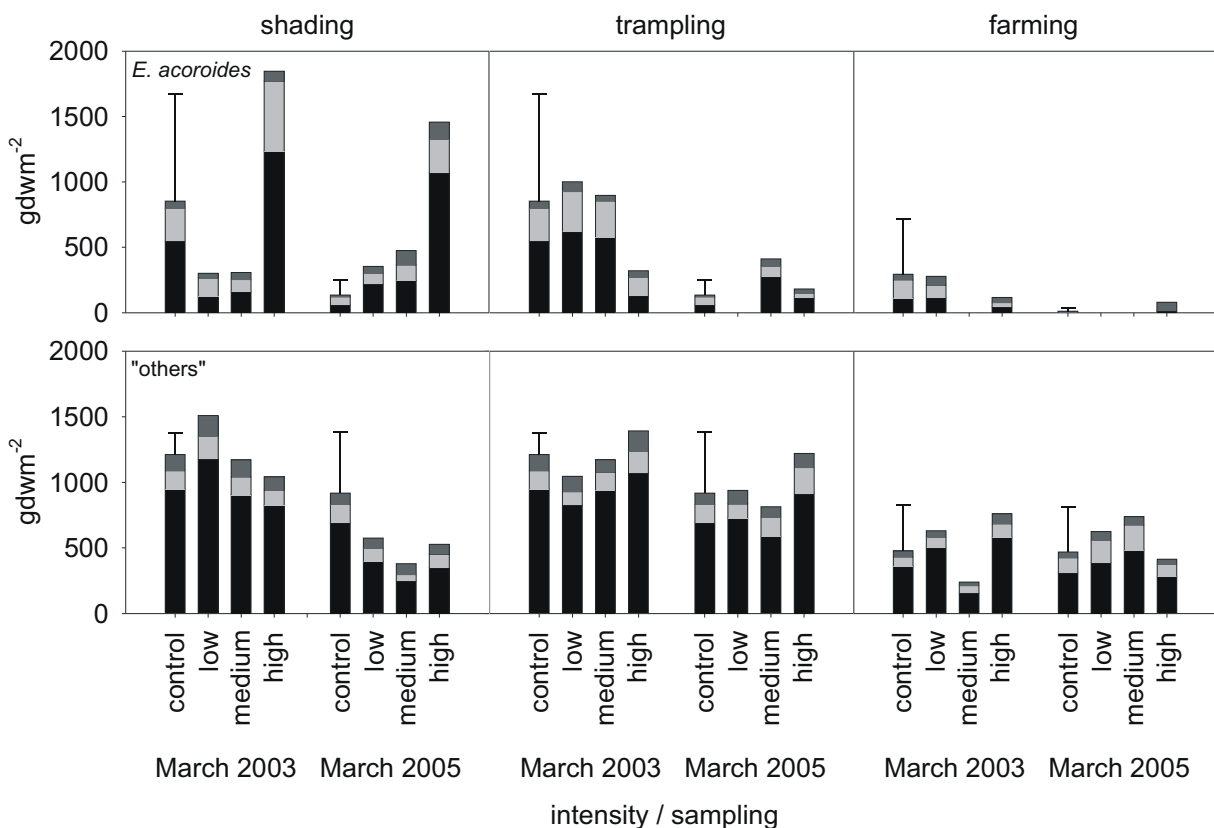 shading trampling farming
2000
E. acoroides
1500
1000
500
0
gdwm-2
2000
"others"
1500
1000
500
0
gdwm-2
control low medium high control low medium high control low medium high control low medium high control low medium high control low medium high
March 2003 March 2005 March 2003 March 2005 March 2003 March 2005
intensity / sampling